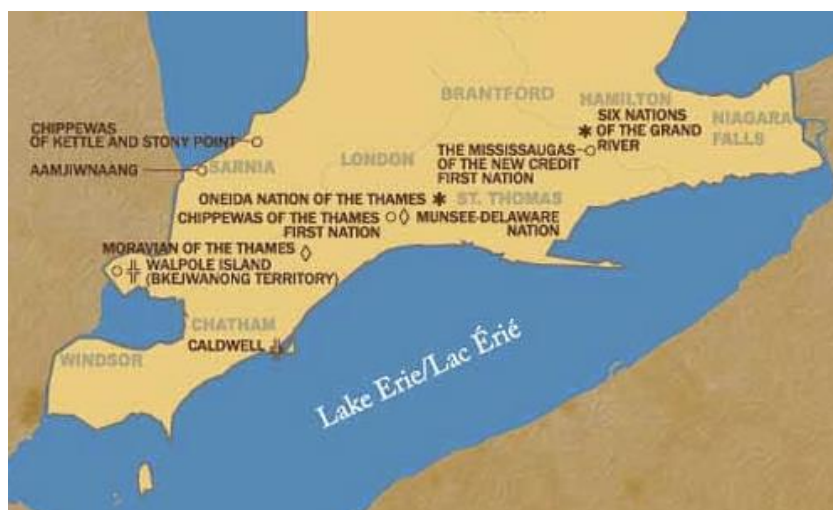 BRANTFORD
HAMILTON
SIX NATIONS
OF THE GRAND
RIVER
NIAGARA
FALLS
CHIPPEWAS
OF KETTLE AND STONY POINT
THE MISSISSAUGAS
OF THE NEW CREDIT
FIRST NATION
AAMJIWNAANG
SARNIA
LONDON
ONEIDA NATION OF THE THAMES
ST. THOMAS
CHIPPEWAS OF THE THAMES
FIRST NATION
MUNSEE-DELAWARE
NATION
MORAVIAN OF THE THAMES
WALPOLE ISLAND
(BKEJWANONG TERRITORY)
CHATHAM
CALDWELL
WINDSOR
Lake Erie/Lac Érié